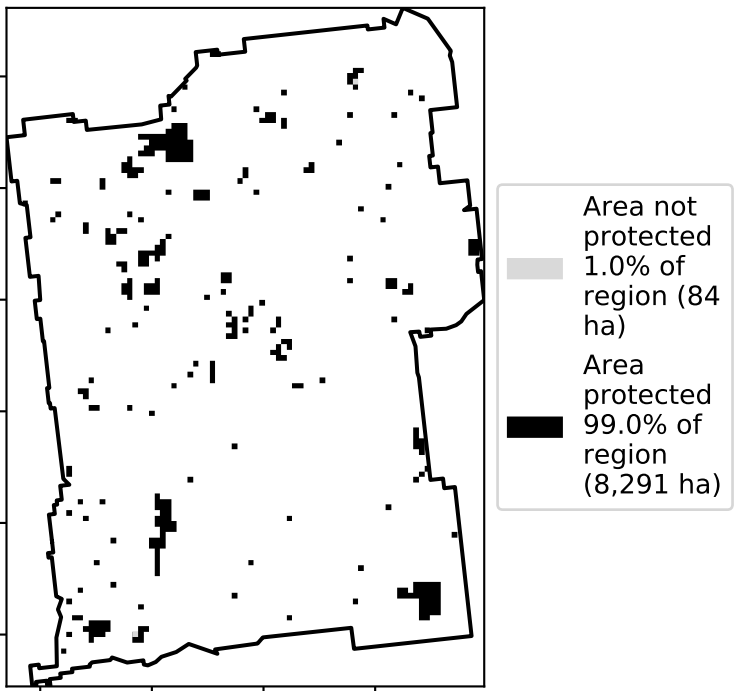 Area not
protected
1.0% of
region (84
ha)
Area
protected
99.0% of
region
(8,291 ha)